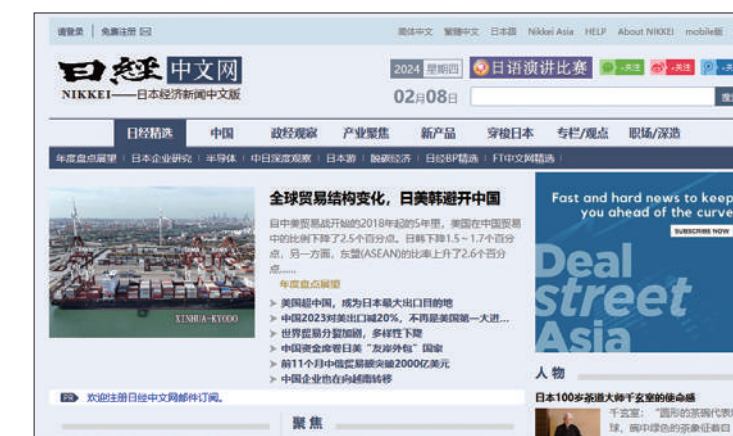 请登录 免费注册
简体中文 繁體中文 日本語 Nikkei Asia HELP About NIKKEI mobile版
日經中文网
NIKKEI——日本经济新闻中文版
2024 星期四
02月08日
日语演讲比赛
+关注 +关注
日经精选 中国 政经观察 产业聚焦 新产品 穿梭日本 专栏/观点 职场/深造
年度盘点展望 日本企业研究 半导体 中日深度观察 日本游 脱碳经济 日经BP精选 FT中文网精选
XINHUA-KYODO
全球贸易结构变化，日美韩避开中国
自中美贸易战开始的2018年起的5年里，美国在中国贸易
中的比例下降了2.5个百分点。日韩下降1.5~1.7个百分
点，另一方面，东盟(ASEAN)的比率上升了2.6个百分
点......
年度盘点展望
美国超中国，成为日本最大出口目的地
中国2023对美出口减20%，不再是美国第一大进...
世界贸易分裂加剧，多样性下降
中国资金席卷日美“友岸外包”国家
前11个月中俄贸易额突破2000亿美元
中国企业也在向越南转移
PR 欢迎注册日经中文网邮件订阅。
聚焦
Fast and hard news to keep
you ahead of the curve
SUBSCRIBE NOW
Deal
street
Asia
人物
日本100岁茶道大师千玄室的使命感
千玄室：“圆形的茶碗代表地
球，碗中绿色的茶象征着自